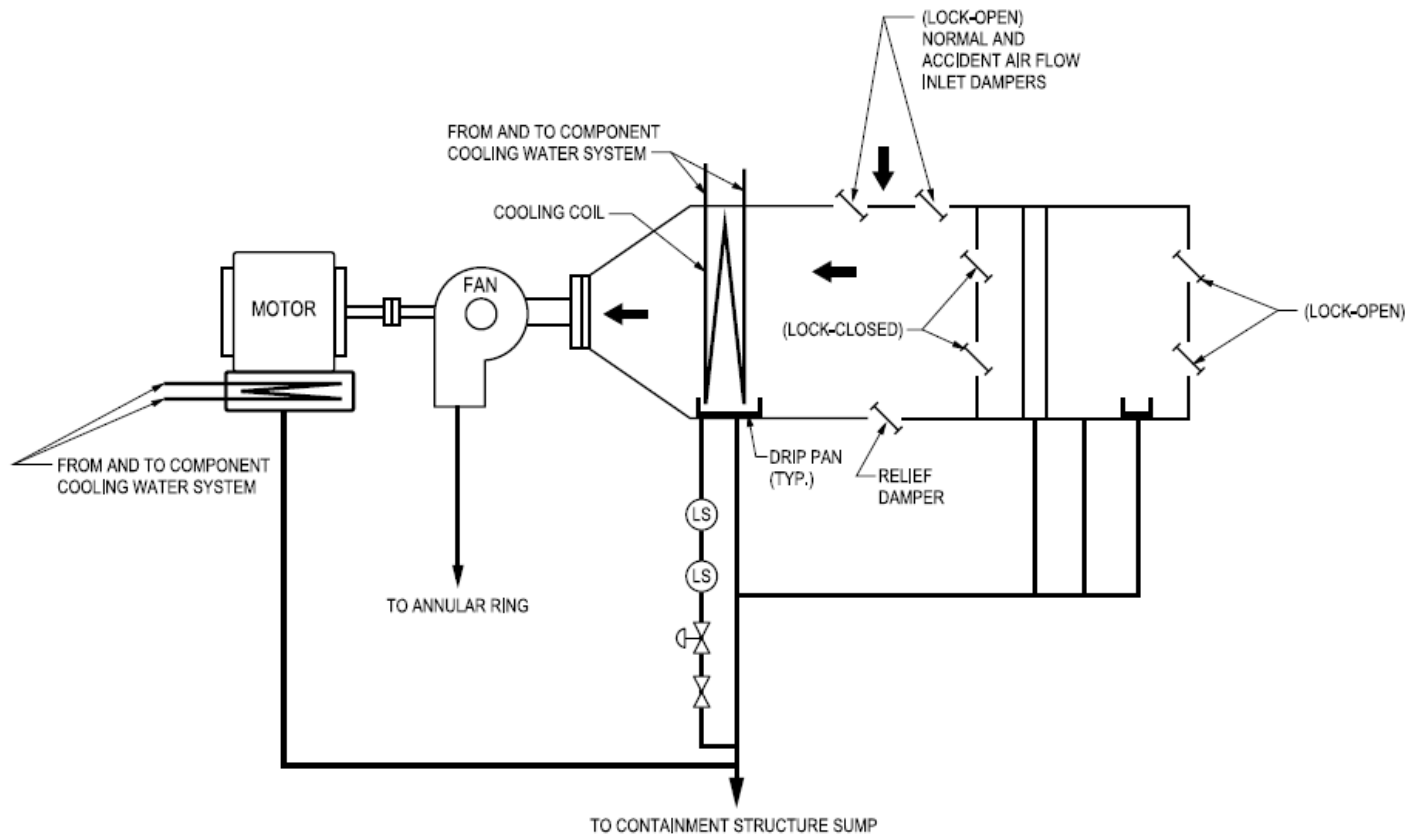 (LOCK-OPEN)
NORMAL AND
ACCIDENT AIR FLOW
INLET DAMPERS
FROM AND TO COMPONENT
COOLING WATER SYSTEM
COOLING COIL
FAN
MOTOR
(LOCK-CLOSED)
(LOCK-OPEN)
FROM AND TO COMPONENT
COOLING WATER SYSTEM
DRIP PAN
(TYP.)
RELIEF
DAMPER
LS
LS
TO ANNULAR RING
TO CONTAINMENT STRUCTURE SUMP